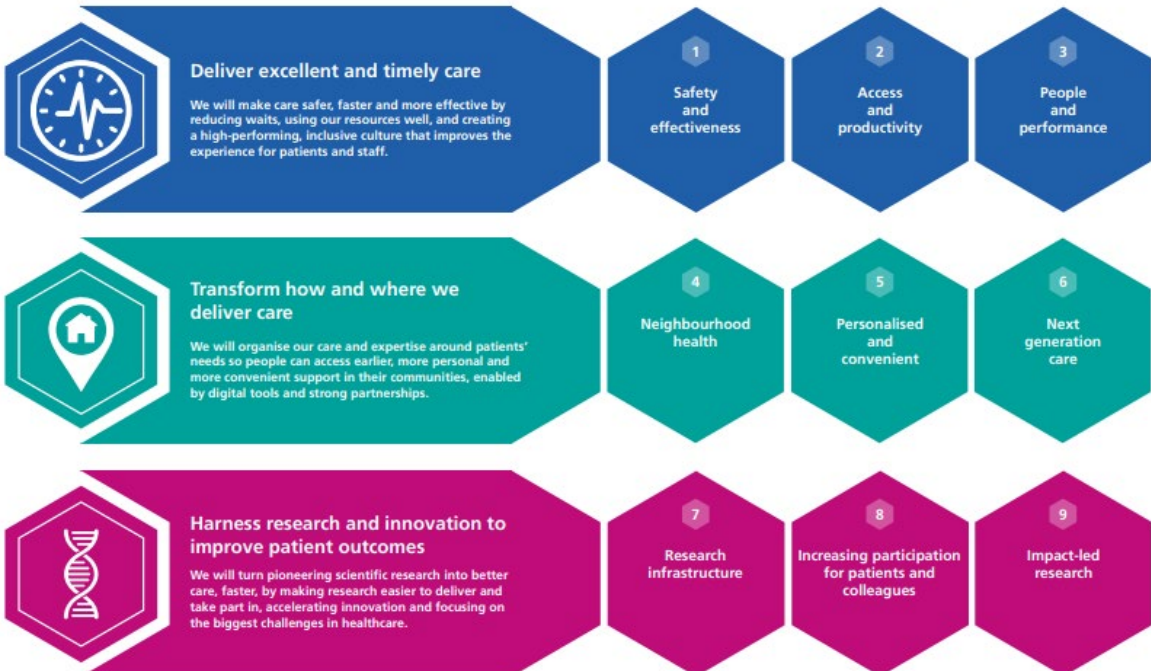 Deliver excellent and timely care
We will make care safer, faster and more effective by
reducing waits, using our resources well, and creating
a high-performing, inclusive culture that improves the
experience for patients and staff.
1
Safety
and
effectiveness
2
Access
and
productivity
3
People
and
performance
Transform how and where we
deliver care
We will organise our care and expertise around patients’
needs so people can access earlier, more personal and
more convenient support in their communities, enabled
by digital tools and strong partnerships.
4
Neighbourhood
health
5
Personalised
and
convenient
6
Next
generation
care
Harness research and innovation to
improve patient outcomes
We will turn pioneering scientific research into better
care, faster, by making research easier to deliver and
take part in, accelerating innovation and focusing on
the biggest challenges in healthcare.
7
Research
infrastructure
8
Increasing participation
for patients and
colleagues
9
Impact-led
research